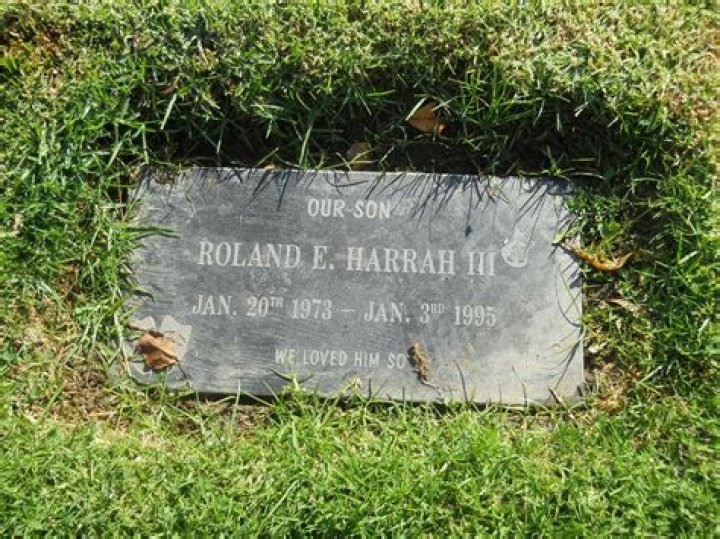 OUR SON
ROLAND E. HARRAH III
JAN. 20TH 1973 – JAN. 3RD 1995
WE LOVED HIM SO